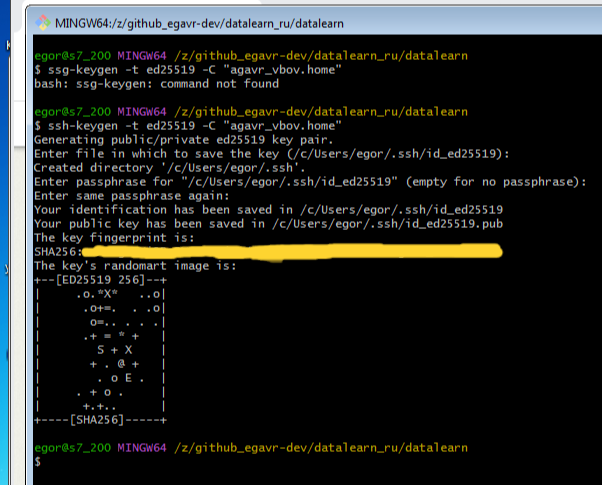 MINGW64:/z/github_egavr-dev/datalearn_ru/datalearn
egor@s7_200 MINGW64 /z/github_egavr-dev/datalearn_ru/datalearn
$ ssg-keygen -t ed25519 -C "agavr_vbov.home"
bash: ssg-keygen: command not found
egor@s7_200 MINGW64 /z/github_egavr-dev/datalearn_ru/datalearn
$ ssh-keygen -t ed25519 -C "agavr_vbov.home"
Generating public/private ed25519 key pair.
Enter file in which to save the key (/c/Users/egor/.ssh/id_ed25519):
Created directory '/c/Users/egor/.ssh'.
Enter passphrase for "/c/Users/egor/.ssh/id_ed25519" (empty for no passphrase):
Enter same passphrase again:
Your identification has been saved in /c/Users/egor/.ssh/id_ed25519
Your public key has been saved in /c/Users/egor/.ssh/id_ed25519.pub
The key fingerprint is:
SHA256:
The key's randomart image is:
+--[ED25519 256]--+
|     .o.*X*   ..o|
|      .o+=.  . .o|
|       o=.. . . .|
|      .+ = * +   |
|        S + X    |
|       + . @ +   |
|        . o E .  |
|     . + o .     |
|      +.+..      |
+----[SHA256]-----+
egor@s7_200 MINGW64 /z/github_egavr-dev/datalearn_ru/datalearn
$